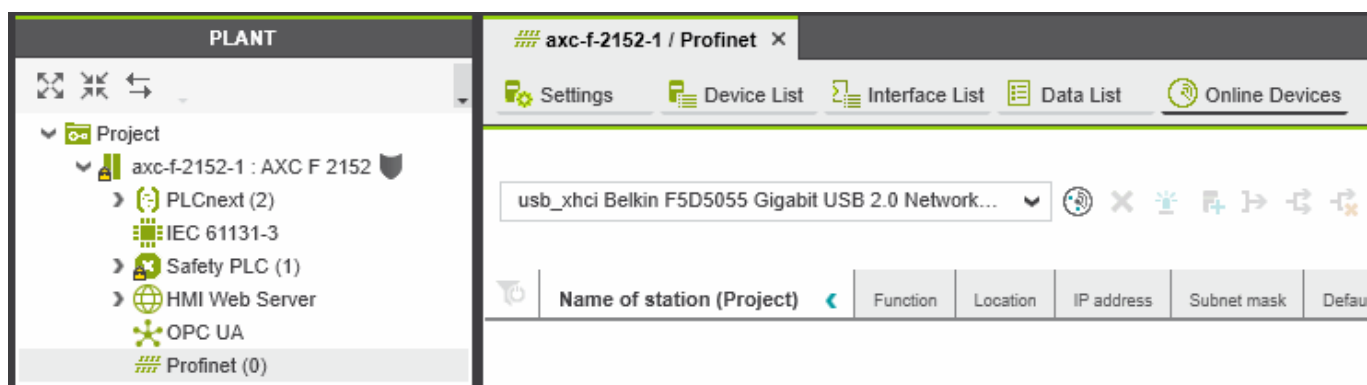 PLANT
axc-f-2152-1 / Profinet ×
Settings
Device List
Interface List
Data List
Online Devices
Project
axc-f-2152-1 : AXC F 2152
PLCnext (2)
IEC 61131-3
Safety PLC (1)
HMI Web Server
OPC UA
Profinet (0)
usb_xhci Belkin F5D5055 Gigabit USB 2.0 Network...
Name of station (Project)
Function
Location
IP address
Subnet mask
Defau